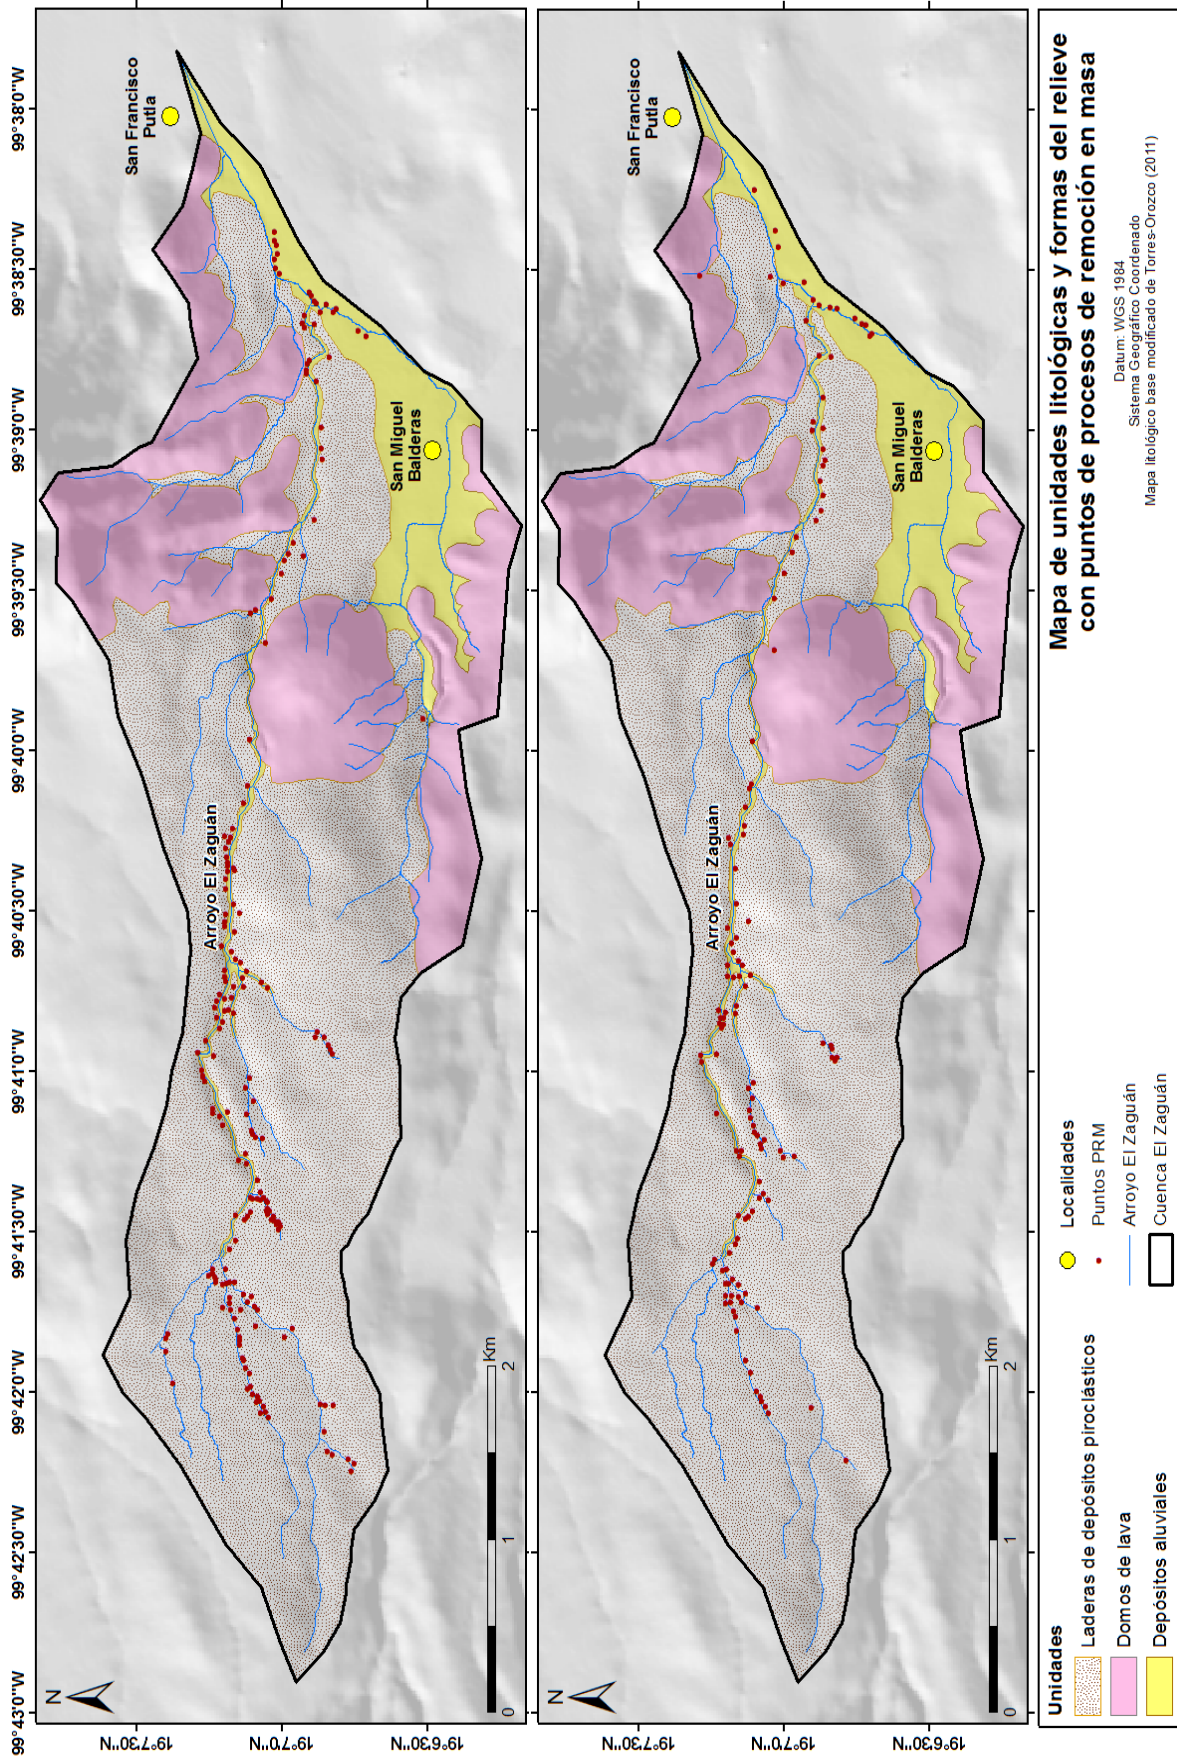 99°43'0"W
99°42'30"W
99°42'0"W
99°41'30"W
99°41'0"W
99°40'30"W
99°40'0"W
99°39'30"W
99°39'0"W
99°38'30"W
99°38'0"W
19°7'30"N
19°7'0"N
19°6'30"N
N
San Francisco
Putla
Arroyo El Zaguán
San Miguel
Balderas
0
1
2
Km
19°7'30"N
19°7'0"N
19°6'30"N
N
San Francisco
Putla
Arroyo El Zaguán
San Miguel
Balderas
0
1
2
Km
Unidades
Laderas de depósitos piroclásticos
Domos de lava
Depósitos aluviales
Localidades
Puntos PRM
Arroyo El Zaguán
Cuenca El Zaguán
Mapa de unidades litológicas y formas del relieve
con puntos de procesos de remoción en masa
Datum: WGS 1984
Sistema Geográfico Coordenado
Mapa litológico base modificado de Torres-Orozco (2011)